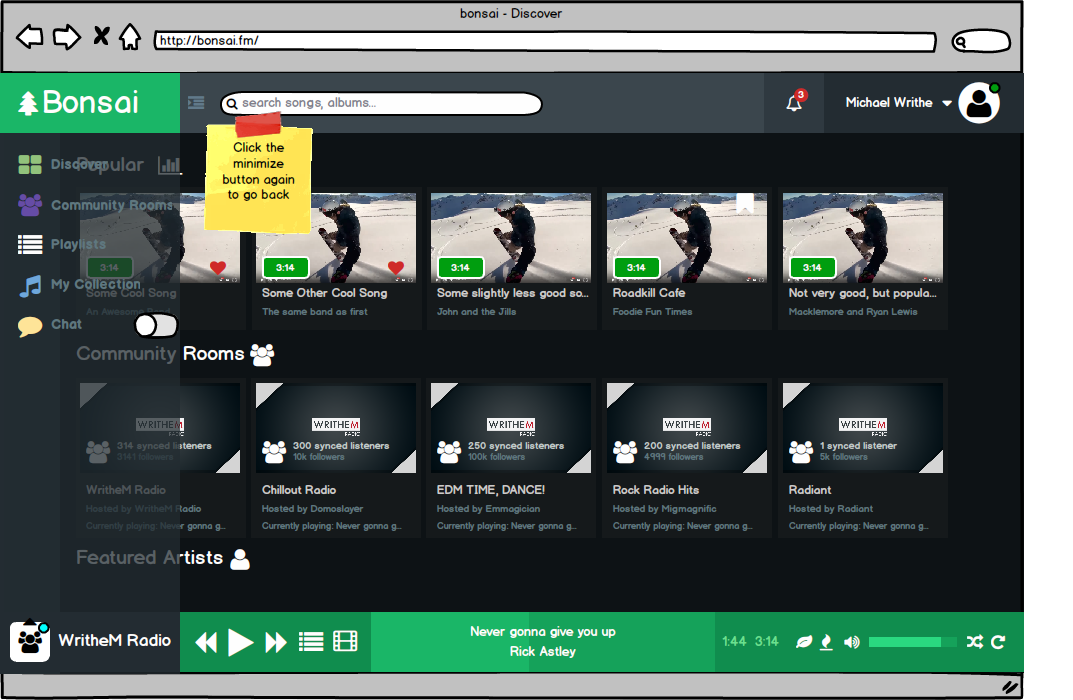 bonsai - Discover
http://bonsai.fm/
Bonsai
search songs, albums...
3
Michael Writhe
Click the
minimize
button again
to go back
Discover
Community Rooms
Playlists
My Collection
Chat
Popular
3:14
Some Cool Song
An Awesome Band
3:14
Some Other Cool Song
The same band as first
3:14
Some slightly less good so...
John and the Jills
3:14
Roadkill Cafe
Foodie Fun Times
3:14
Not very good, but popula...
Macklemore and Ryan Lewis
Community Rooms
WRITHEM
RADIO
314 synced listeners
3141 followers
WritheM Radio
Hosted by WritheM Radio
Currently playing: Never gonna g...
WRITHEM
RADIO
300 synced listeners
10k followers
Chillout Radio
Hosted by Domoslayer
Currently playing: Never gonna g...
WRITHEM
RADIO
250 synced listeners
100k followers
EDM TIME, DANCE!
Hosted by Emmagician
Currently playing: Never gonna g...
WRITHEM
RADIO
200 synced listeners
4999 followers
Rock Radio Hits
Hosted by Migmagnific
Currently playing: Never gonna g...
WRITHEM
RADIO
1 synced listener
5k followers
Radiant
Hosted by Radiant
Currently playing: Never gonna g...
Featured Artists
WritheM Radio
Never gonna give you up
Rick Astley
1:44 3:14